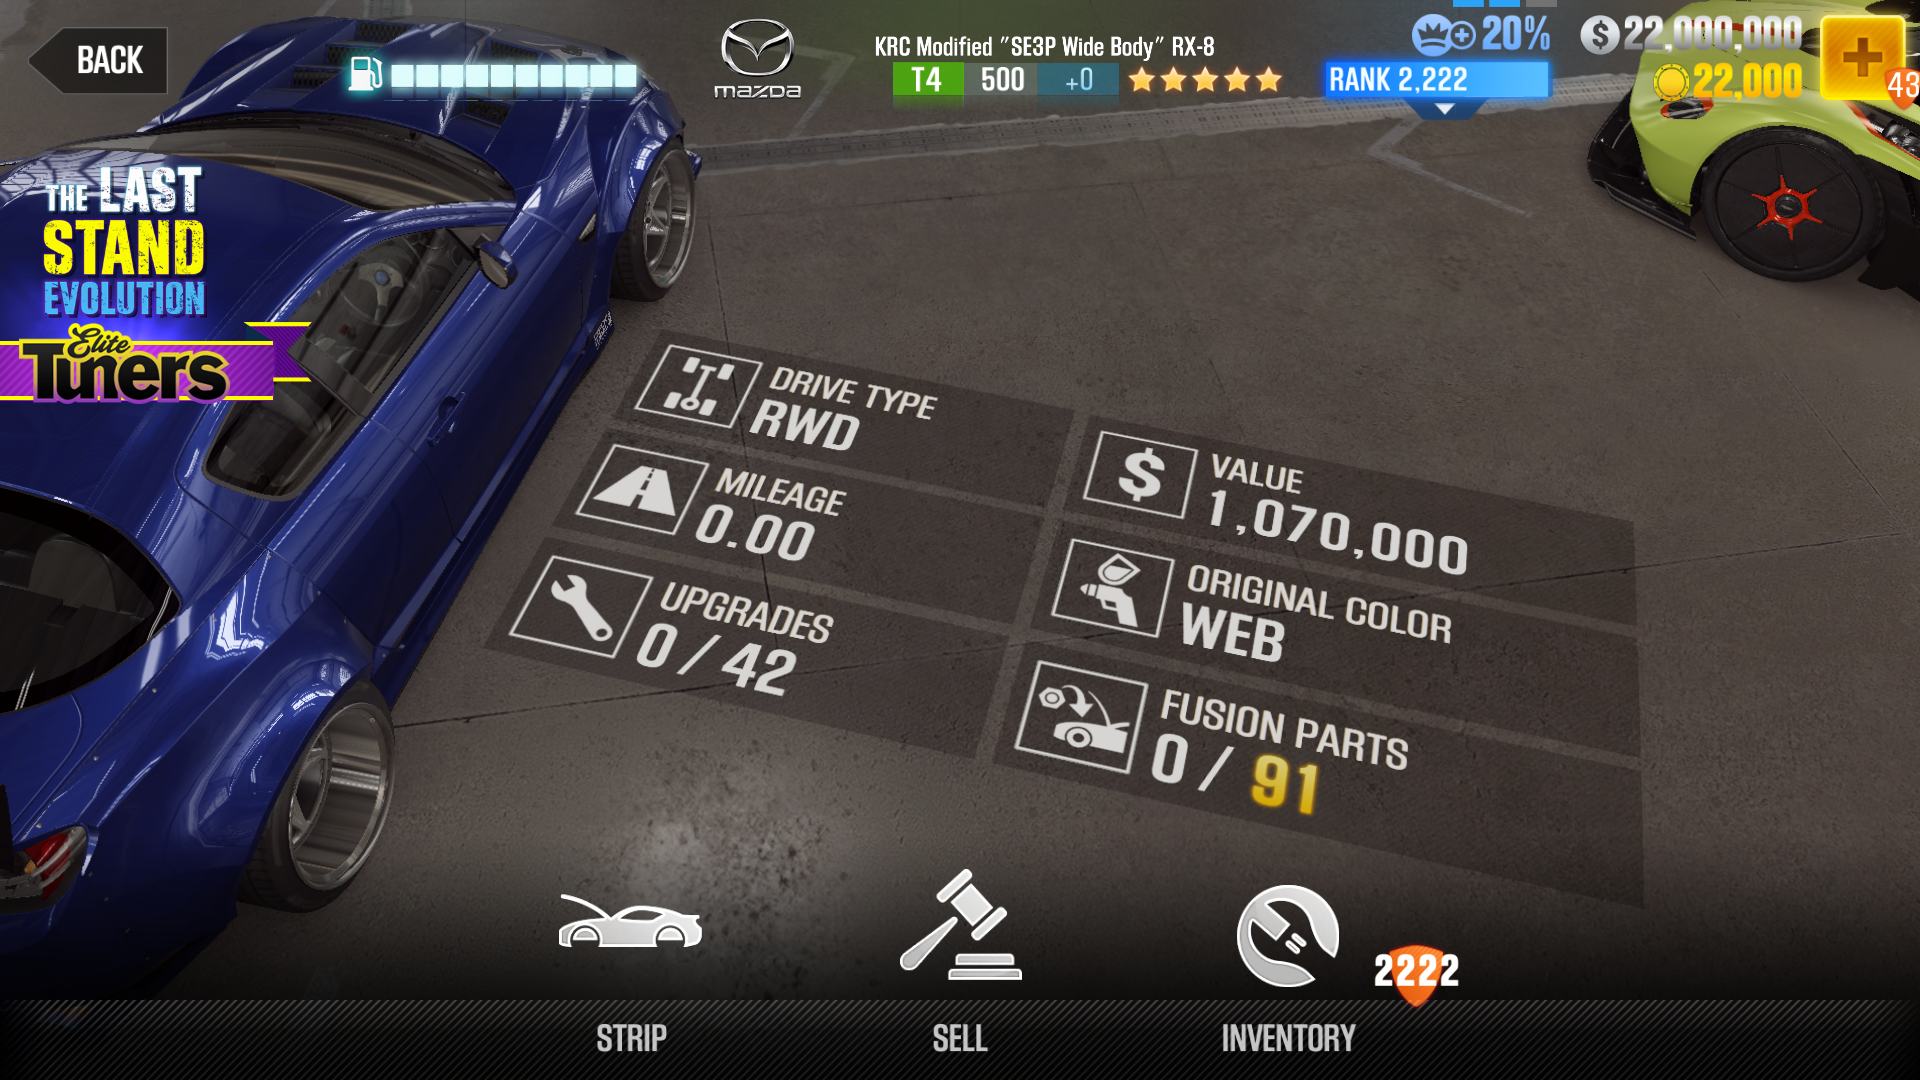 BACK
mazda
KRC Modified "SE3P Wide Body" RX-8
T4 500 +0
20%
RANK 2,222
22,000,000
22,000
43
THE LAST
STAND
EVOLUTION
Elite
Tuners
DRIVE TYPE
RWD
MILEAGE
0.00
UPGRADES
0/42
VALUE
1,070,000
ORIGINAL COLOR
WEB
FUSION PARTS
0/ 91
2222
STRIP
SELL
INVENTORY